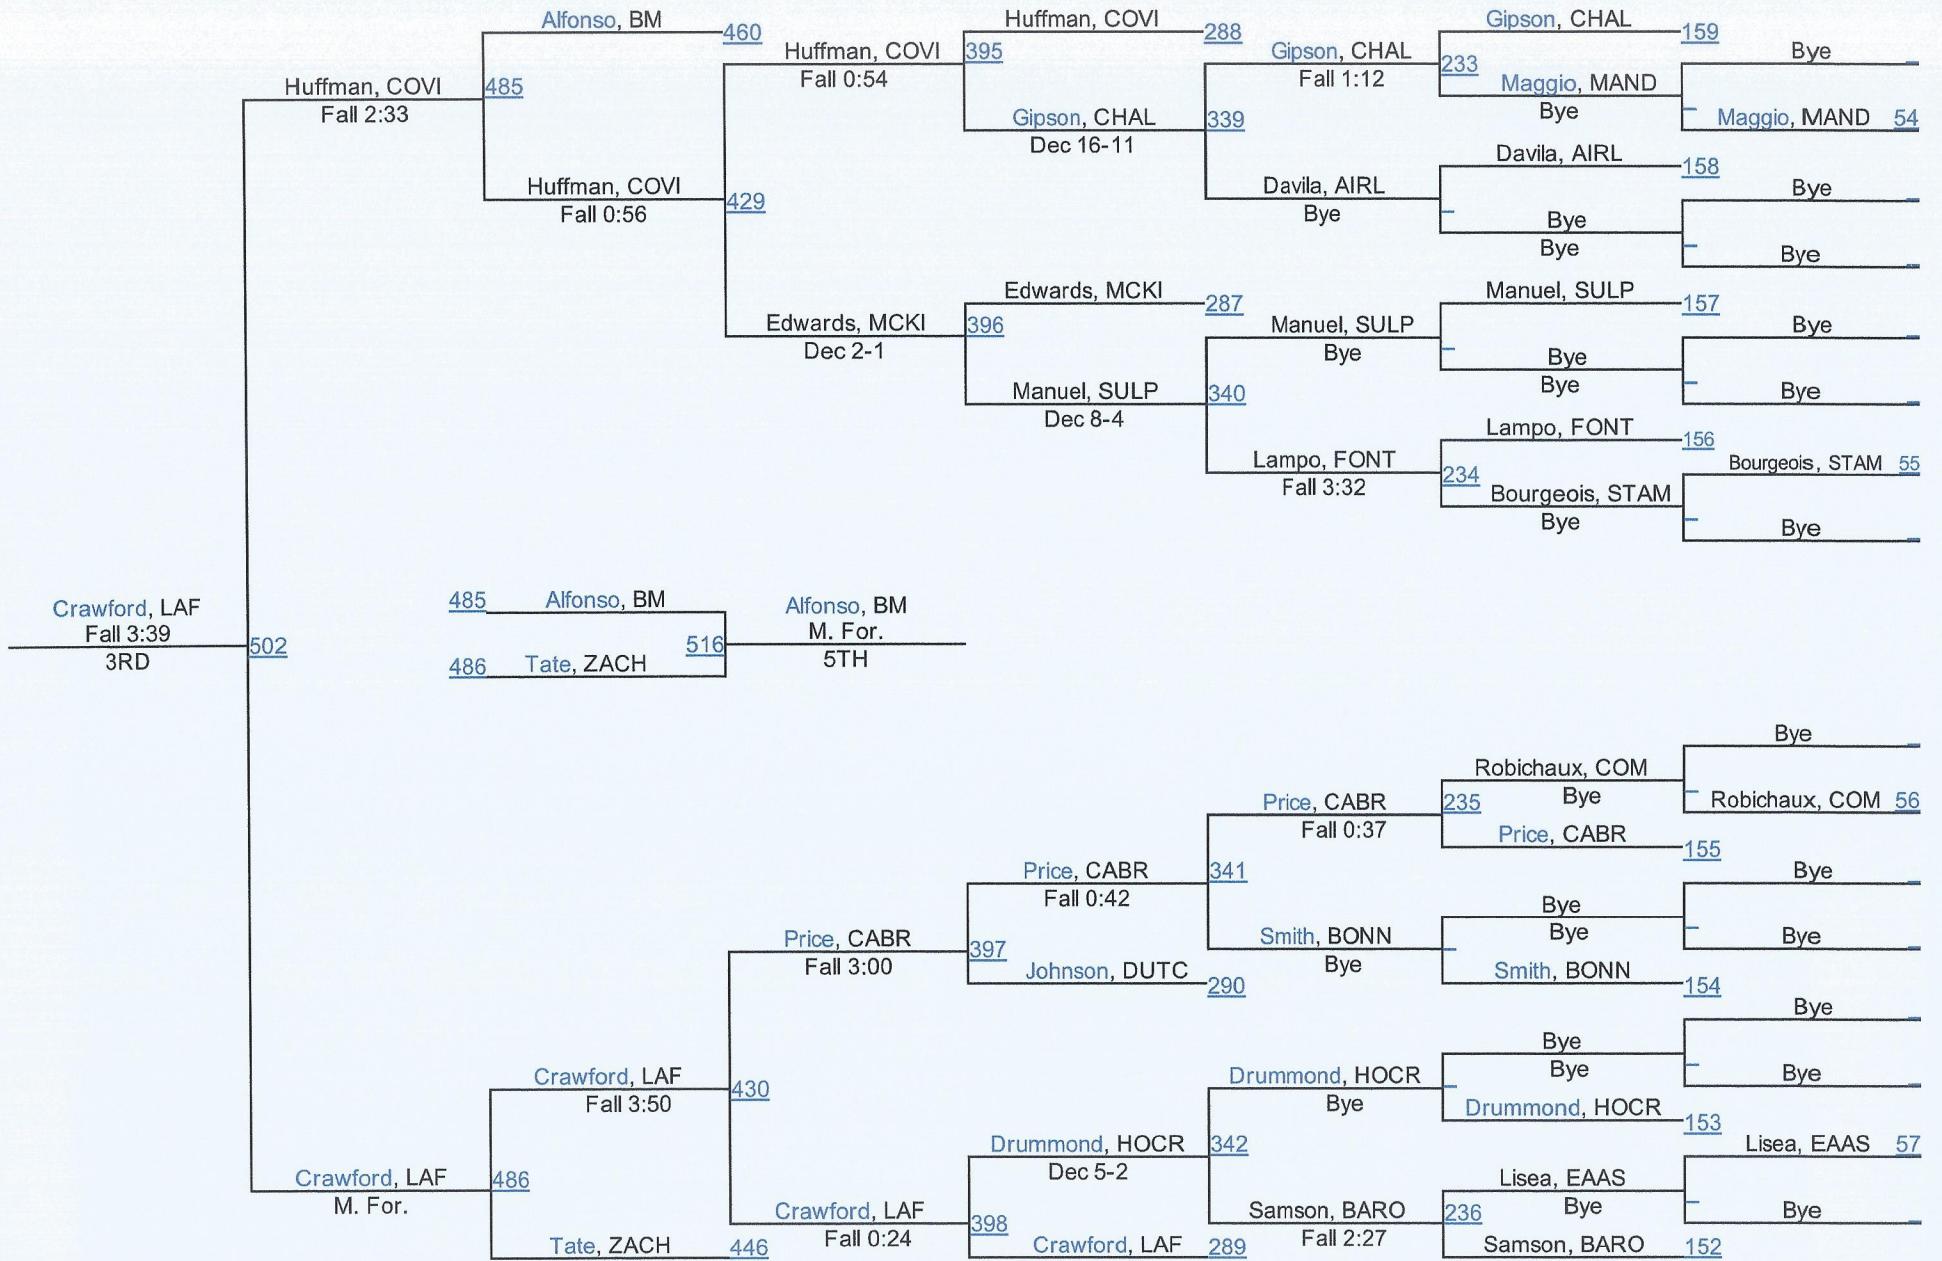 Alfonso, BM
460
Huffman, COVI
Fall 2:33
485
Huffman, COVI
Fall 0:56
429
Huffman, COVI
Fall 0:54
395
Edwards, MCKI
Dec 2-1
396
Huffman, COVI
288
Gipson, CHAL
Dec 16-11
339
Edwards, MCKI
287
Manuel, SULP
Dec 8-4
340
Gipson, CHAL
Fall 1:12
233
Davila, AIRL
Bye
Manuel, SULP
Bye
Lampo, FONT
Fall 3:32
234
Gipson, CHAL
159
Maggio, MAND
Bye
Davila, AIRL
158
Bye
Bye
Manuel, SULP
157
Bye
Bye
Lampo, FONT
156
Bourgeois, STAM
Bye
Bye
Maggio, MAND 54
Bye
Bye
Bye
Bye
Bourgeois, STAM 55
Bye
Crawford, LAF
Fall 3:39
3RD
502
485 Alfonso, BM
486 Tate, ZACH
516
Alfonso, BM
M. For.
5TH
Crawford, LAF
M. For.
486
Crawford, LAF
Fall 3:50
430
Tate, ZACH
446
Price, CABR
Fall 3:00
397
Crawford, LAF
Fall 0:24
398
Price, CABR
Fall 0:42
341
Johnson, DUTC
290
Drummond, HOCR
Dec 5-2
342
Crawford, LAF
289
Price, CABR
Fall 0:37
235
Smith, BONN
Bye
Drummond, HOCR
Bye
Samson, BARO
Fall 2:27
236
Robichaux, COM
Bye
Price, CABR
155
Bye
Bye
Smith, BONN
154
Bye
Bye
Drummond, HOCR
153
Lisea, EAAS
Bye
Samson, BARO
152
Bye
Robichaux, COM 56
Bye
Bye
Bye
Bye
Lisea, EAAS 57
Bye